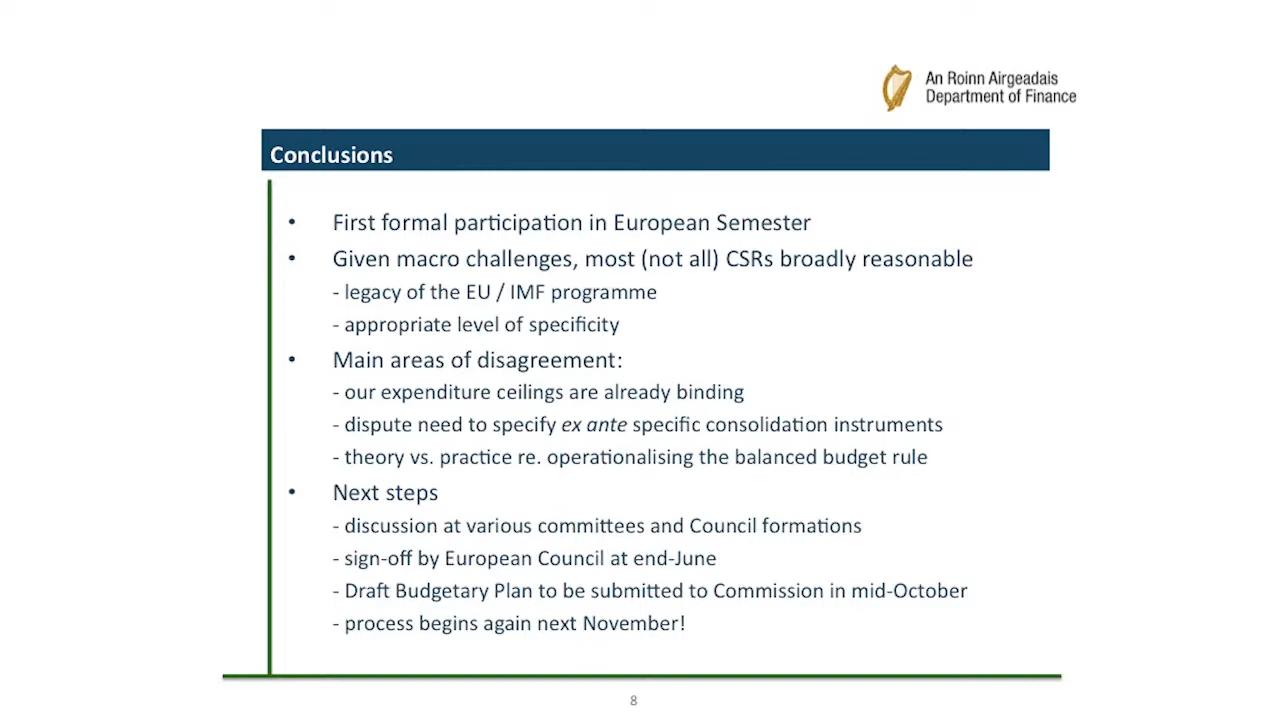 An Roinn Airgeadais
Department of Finance
Conclusions
• First formal participation in European Semester
• Given macro challenges, most (not all) CSRs broadly reasonable
- legacy of the EU / IMF programme
- appropriate level of specificity
• Main areas of disagreement:
- our expenditure ceilings are already binding
- dispute need to specify ex ante specific consolidation instruments
- theory vs. practice re. operationalising the balanced budget rule
• Next steps
- discussion at various committees and Council formations
- sign-off by European Council at end-June
- Draft Budgetary Plan to be submitted to Commission in mid-October
- process begins again next November!
8